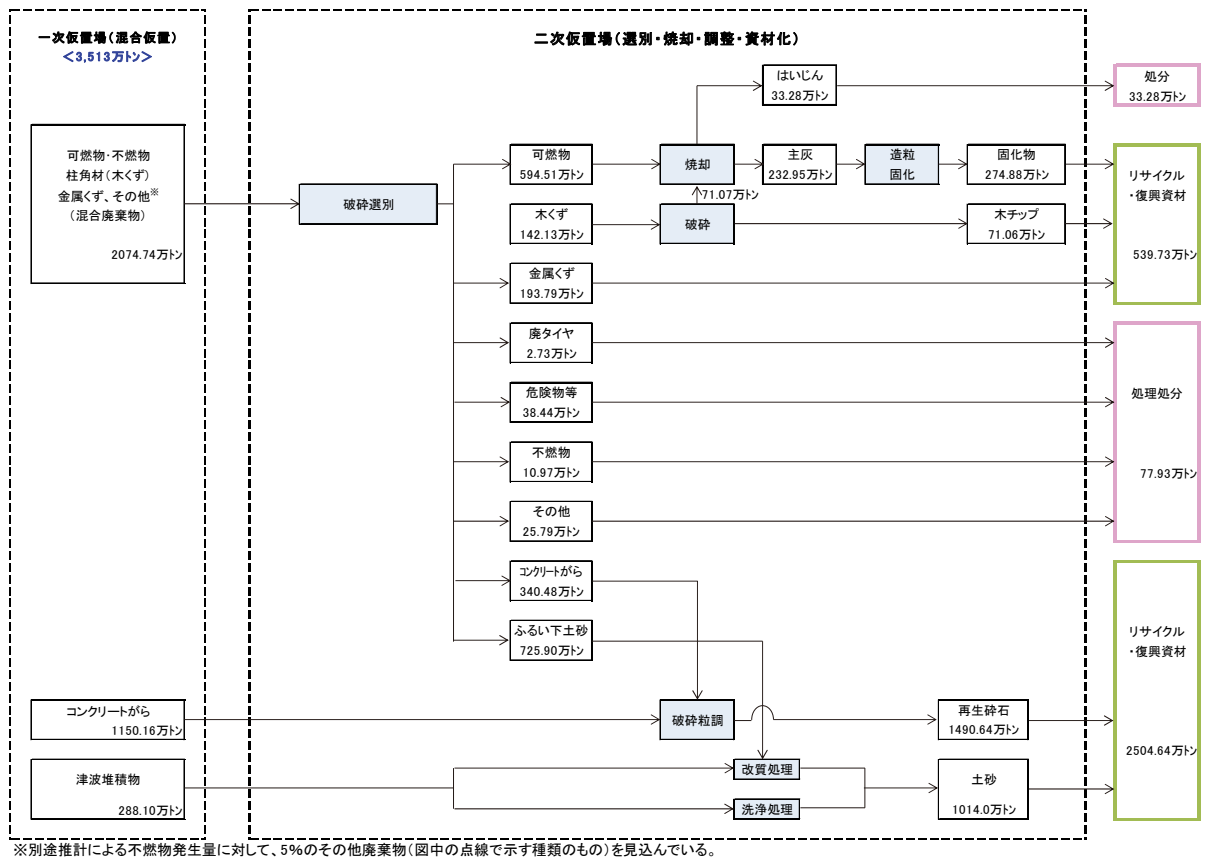 一次仮置場(混合仮置)
<3,513万トン>
二次仮置場(選別・焼却・調整・資材化)
可燃物・不燃物
柱角材(木くず)
金属くず、その他※
(混合廃棄物)
2074.74万トン
破砕選別
はいじん
33.28万トン
処分
33.28万トン
可燃物
594.51万トン
焼却
主灰
232.95万トン
造粒
固化
固化物
274.88万トン
71.07万トン
木くず
142.13万トン
破砕
木チップ
71.06万トン
金属くず
193.79万トン
リサイクル
・復興資材
539.73万トン
廃タイヤ
2.73万トン
危険物等
38.44万トン
不燃物
10.97万トン
その他
25.79万トン
処理処分
77.93万トン
コンクリートがら
340.48万トン
ふるい下土砂
725.90万トン
コンクリートがら
1150.16万トン
破砕粒調
再生砕石
1490.64万トン
津波堆積物
288.10万トン
改質処理
洗浄処理
土砂
1014.0万トン
リサイクル
・復興資材
2504.64万トン
※別途推計による不燃物発生量に対して、5%のその他廃棄物(図中の点線で示す種類のもの)を見込んでいる。